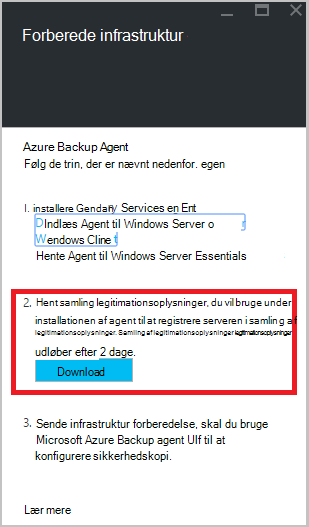 Forberede infrastruktur
Azure Backup Agent
Følg de trin, der er nævnt nedenfor. egen
1. installere Gendan/ Services en Ent
DIndlæs Agent til Windows Server o
Wendows Cline t
Hente Agent til Windows Server Essentials
2. Hent samling legitimationsoplysninger, du vil bruge under
installationen af agent til at registrere serveren i samling af
legitimationsoplysninger. Samling af legitimationsoplysninger legitimationsoplysninger
udløber efter 2 dage.
Download
3. Sende infrastruktur forberedelse, skal du bruge
Microsoft Azure Backup agent UIf til at
konfigurere sikkerhedskopi.
Lær mere